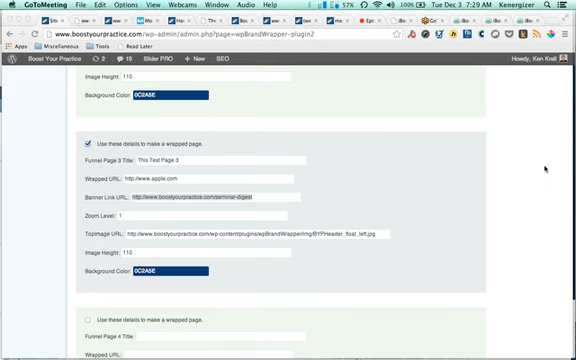 GoToMeeting File Edit View Webcams Window Help
57% Tue Dec 3 7:29 AM Kenergizer
www.boostyourpractice.com/wp-admin/admin.php?page=wpBrandWrapper-plugin2
Apps Miscellaneous Tools Read Later
Boost Your Practice 2 19 Slider PRO + New SEO Howdy, Ken Kneil
Image Height: 110
Background Color: 0C2A5E
Use these details to make a wrapped page.
Funnel Page 3 Title: This Test Page 3
Wrapped URL: http://www.apple.com
Banner Link URL: http://www.boostyourpractice.com/seminar-digest
Zoom Level: 1
TopImage URL: http://www.boostyourpractice.com/wp-content/plugins/wpBrandWrapper/img/BYPHeader_float_left.jpg
Image Height: 110
Background Color: 0C2A5E
Use these details to make a wrapped page.
Funnel Page 4 Title:
Wrapped URL: